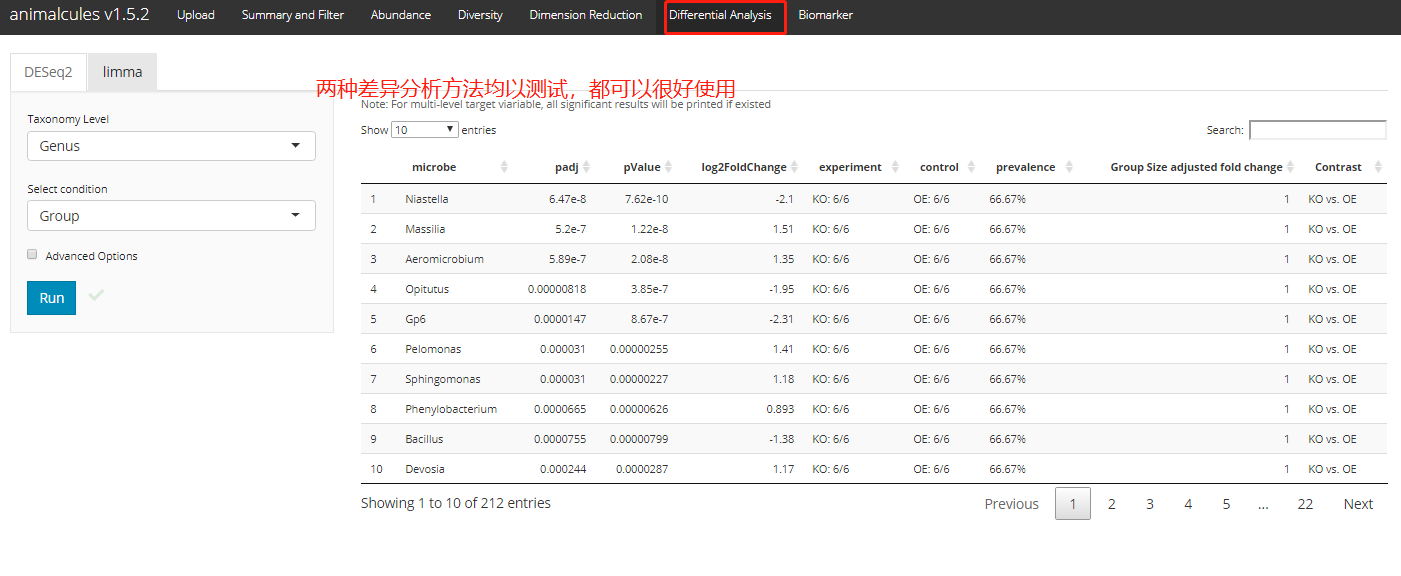 animalcules v1.5.2 Upload Summary and Filter Abundance Diversity Dimension Reduction Differential Analysis Biomarker
DESeq2 limma
两种差异分析方法均以测试，都可以很好使用
Note: For multi-level target viariable, all significant results will be printed if existed
Taxonomy Level
Genus
Select condition
Group
Advanced Options
Run
Show 10 entries Search:
microbe padj pValue log2FoldChange experiment control prevalence Group Size adjusted fold change Contrast
1 Niastella 6.47e-8 7.62e-10 -2.1 KO: 6/6 OE: 6/6 66.67% 1 KO vs. OE
2 Massilia 5.2e-7 1.22e-8 1.51 KO: 6/6 OE: 6/6 66.67% 1 KO vs. OE
3 Aeromicrobium 5.89e-7 2.08e-8 1.35 KO: 6/6 OE: 6/6 66.67% 1 KO vs. OE
4 Opitutus 0.00000818 3.85e-7 -1.95 KO: 6/6 OE: 6/6 66.67% 1 KO vs. OE
5 Gp6 0.0000147 8.67e-7 -2.31 KO: 6/6 OE: 6/6 66.67% 1 KO vs. OE
6 Pelomonas 0.000031 0.00000255 1.41 KO: 6/6 OE: 6/6 66.67% 1 KO vs. OE
7 Sphingomonas 0.000031 0.00000227 1.18 KO: 6/6 OE: 6/6 66.67% 1 KO vs. OE
8 Phenylobacterium 0.0000665 0.00000626 0.893 KO: 6/6 OE: 6/6 66.67% 1 KO vs. OE
9 Bacillus 0.0000755 0.00000799 -1.38 KO: 6/6 OE: 6/6 66.67% 1 KO vs. OE
10 Devosia 0.000244 0.0000287 1.17 KO: 6/6 OE: 6/6 66.67% 1 KO vs. OE
Showing 1 to 10 of 212 entries Previous 1 2 3 4 5 ... 22 Next